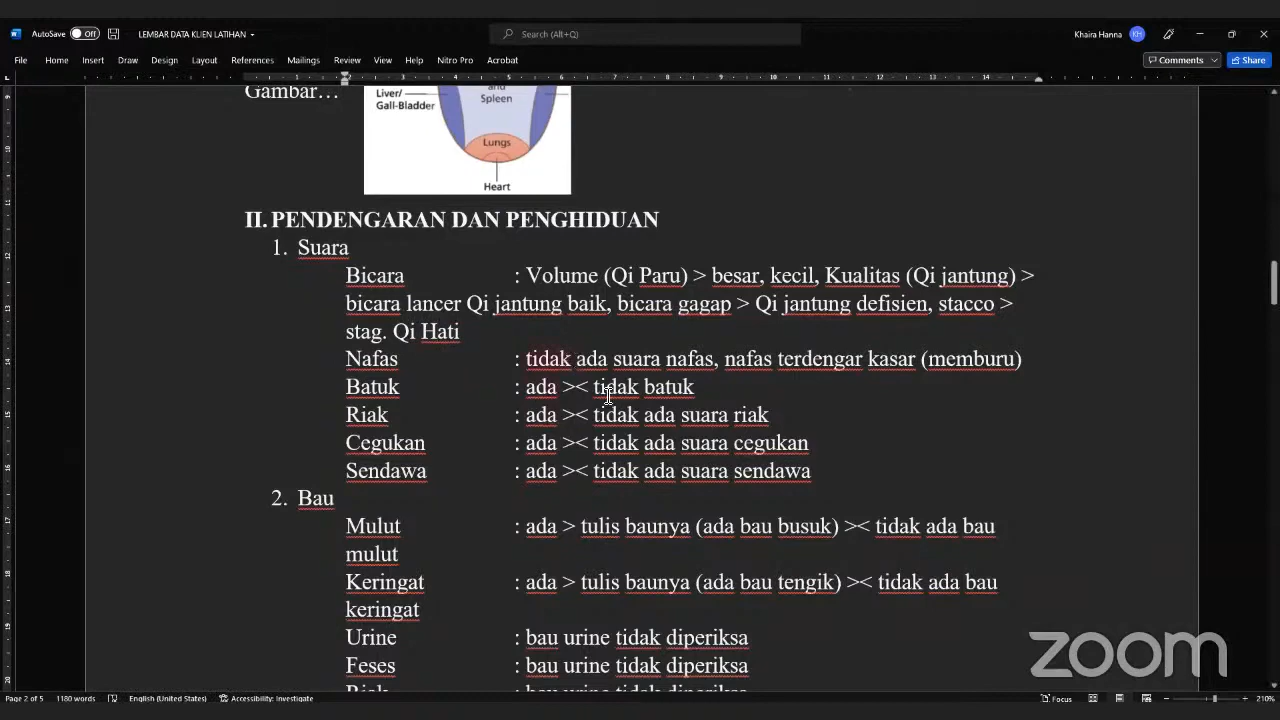 AutoSave Off LEMBAR DATA KLIEN LATIHAN Search (Alt+Q) Khaira Hanna KH
File Home Insert Draw Design Layout References Mailings Review View Help Nitro Pro Acrobat Comments Share
Gambar…
Liver/
Gall-Bladder
and
Spleen
Lungs
Heart
II. PENDENGARAN DAN PENGHIDUAN
1. Suara
Bicara : Volume (Qi Paru) > besar, kecil, Kualitas (Qi jantung) >
bicara lancer Qi jantung baik, bicara gagap > Qi jantung defisien, stacco >
stag. Qi Hati
Nafas : tidak ada suara nafas, nafas terdengar kasar (memburu)
Batuk : ada >< tidak batuk
Riak : ada >< tidak ada suara riak
Cegukan : ada >< tidak ada suara cegukan
Sendawa : ada >< tidak ada suara sendawa
2. Bau
Mulut : ada > tulis baunya (ada bau busuk) >< tidak ada bau
mulut
Keringat : ada > tulis baunya (ada bau tengik) >< tidak ada bau
keringat
Urine : bau urine tidak diperiksa
Feses : bau urine tidak diperiksa
zoom
Page 2 of 5 1180 words English (United States) Accessibility: Investigate Focus 210%